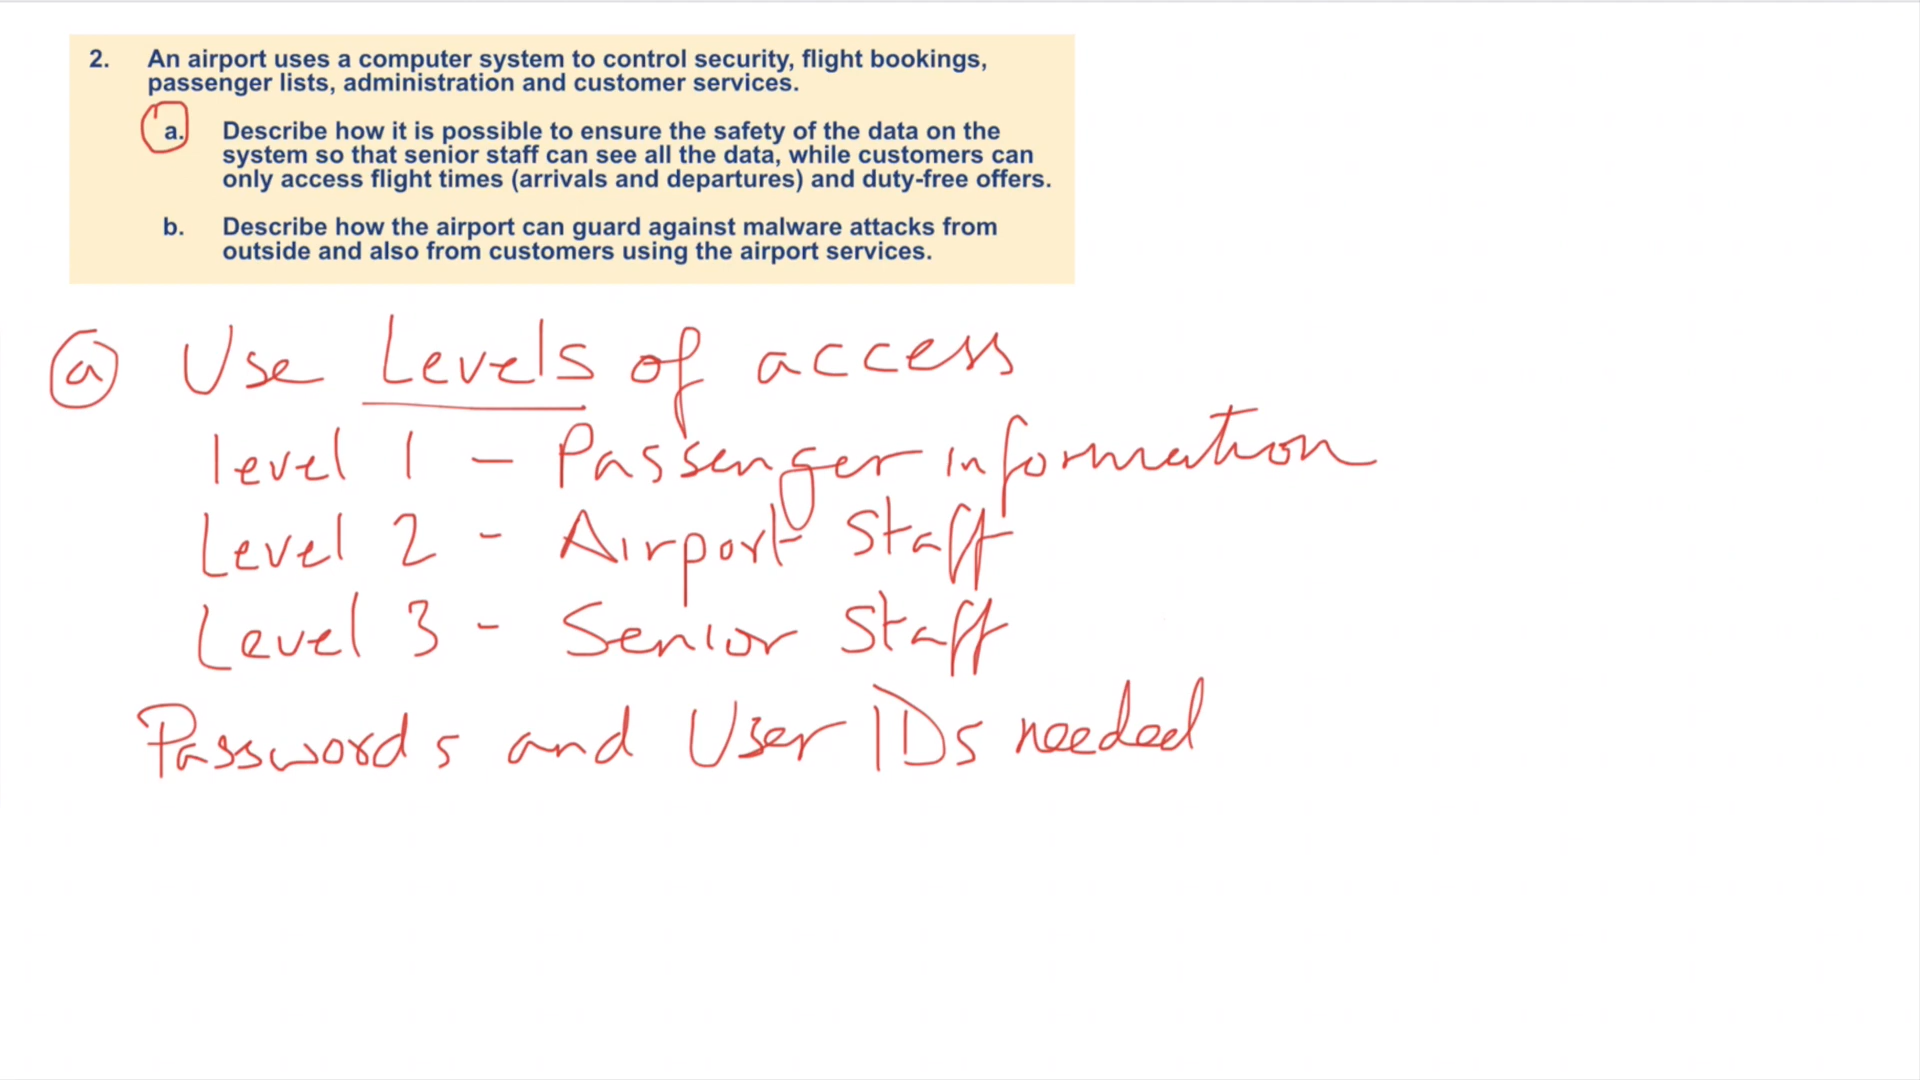 2. An airport uses a computer system to control security, flight bookings,
passenger lists, administration and customer services.
a. Describe how it is possible to ensure the safety of the data on the
system so that senior staff can see all the data, while customers can
only access flight times (arrivals and departures) and duty-free offers.
b. Describe how the airport can guard against malware attacks from
outside and also from customers using the airport services.
a Use Levels of access
level 1 - Passenger information
Level 2 - Airport Staff
Level 3 - Senior Staff
Passwords and User IDs needed